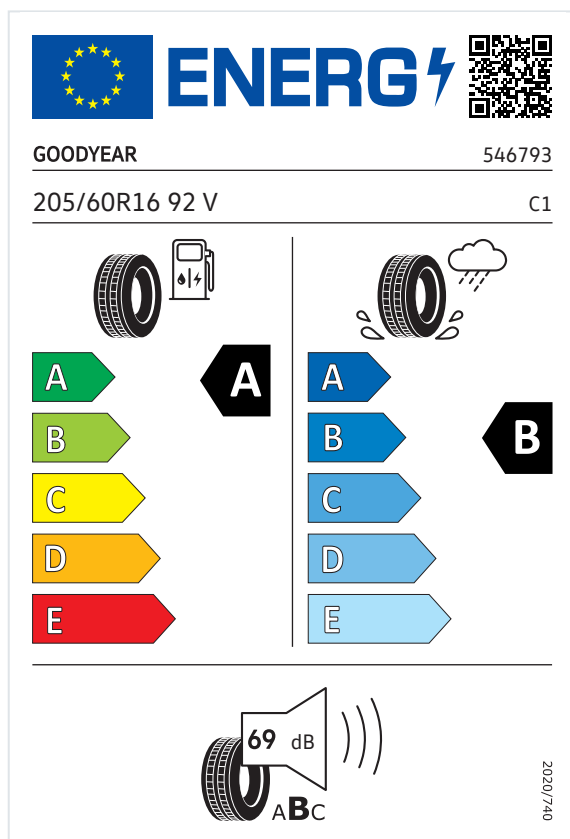 ENERG
GOODYEAR 546793
205/60R16 92 V C1
A A A
B B B
C C
D D
E E
69 dB
ABC
2020/740